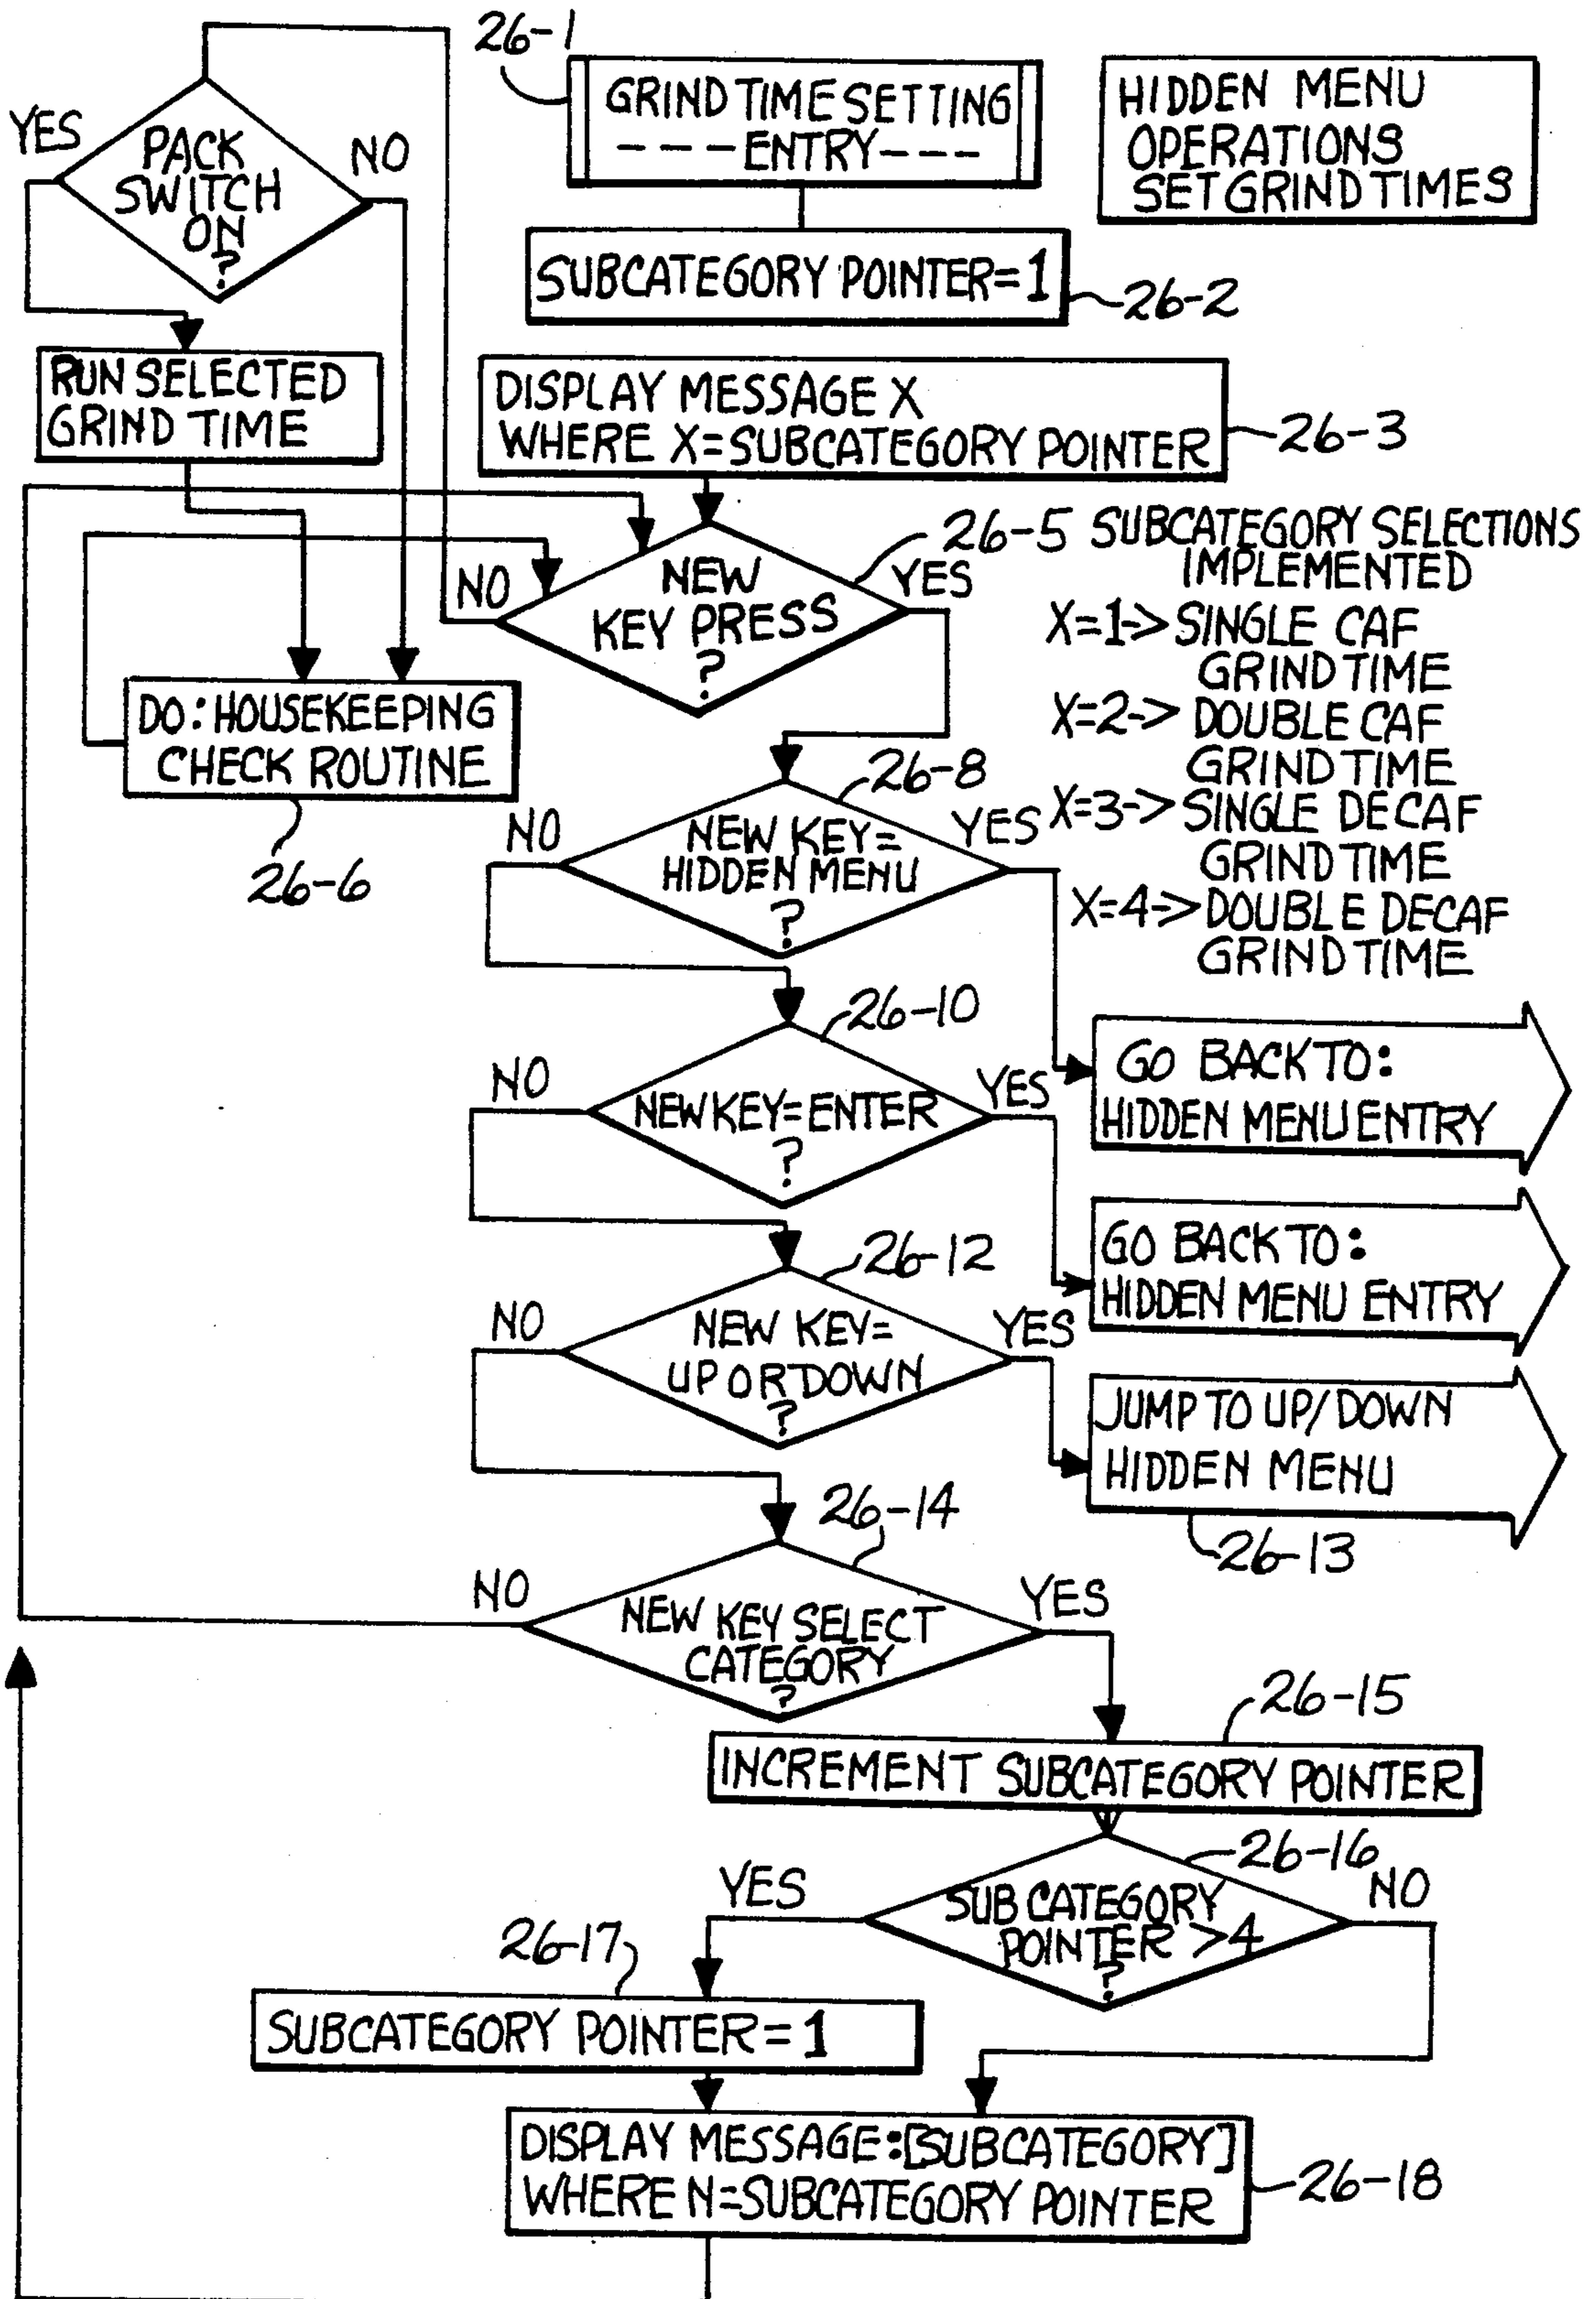 26-1
GRIND TIME SETTING
---ENTRY---
HIDDEN MENU
OPERATIONS
SET GRIND TIMES
YES
PACK
SWITCH
ON
?
NO
SUBCATEGORY POINTER=1
26-2
RUN SELECTED
GRIND TIME
DISPLAY MESSAGE X
WHERE X=SUBCATEGORY POINTER
26-3
NO
NEW
KEY PRESS
?
YES
26-5
SUBCATEGORY SELECTIONS
IMPLEMENTED
X=1-> SINGLE CAF
GRIND TIME
X=2-> DOUBLE CAF
GRIND TIME
X=3-> SINGLE DECAF
GRIND TIME
X=4-> DOUBLE DECAF
GRIND TIME
DO: HOUSEKEEPING
CHECK ROUTINE
26-6
26-8
NO
NEW KEY=
HIDDEN MENU
?
YES
26-10
NO
NEW KEY=ENTER
?
YES
GO BACK TO:
HIDDEN MENU ENTRY
26-12
NO
NEW KEY=
UP OR DOWN
?
YES
GO BACK TO:
HIDDEN MENU ENTRY
JUMP TO UP/DOWN
HIDDEN MENU
26-13
26-14
NO
NEW KEY SELECT
CATEGORY
?
YES
26-15
INCREMENT SUBCATEGORY POINTER
26-16
YES
SUB CATEGORY
POINTER >4
?
NO
26-17
SUBCATEGORY POINTER=1
DISPLAY MESSAGE:[SUBCATEGORY]
WHERE N=SUBCATEGORY POINTER
26-18